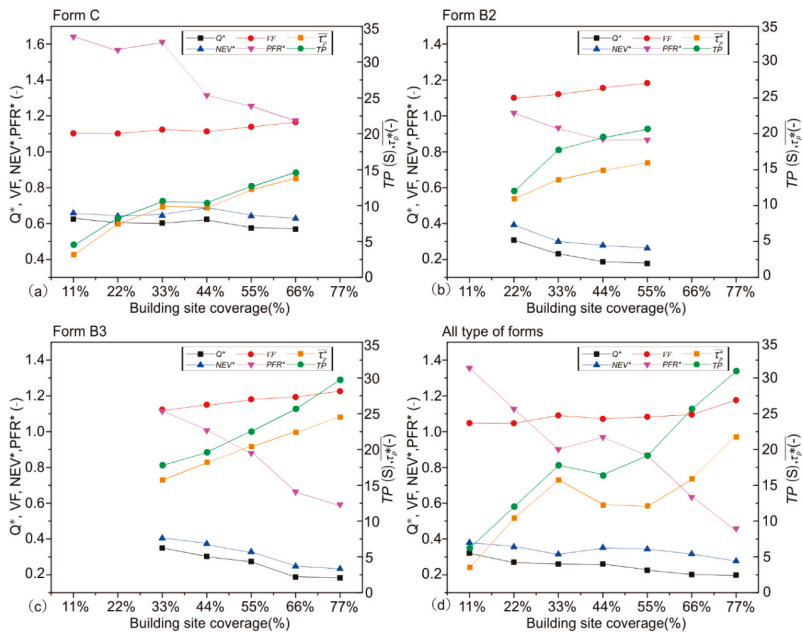 Form C
Q* VF τp*
NEV* PFR* TP
1.6
1.4
1.2
1.0
0.8
0.6
0.4
Q*, VF, NEV*,PFR* (-)
35
30
25
20
15
10
5
0
TP (S),τp*(-)
(a)
11% 22% 33% 44% 55% 66% 77%
Building site coverage(%)
Form B2
Q* VF τp*
NEV* PFR* TP
1.4
1.2
1.0
0.8
0.6
0.4
0.2
Q*, VF, NEV*,PFR* (-)
35
30
25
20
15
10
5
0
TP (S),τp*(-)
(b)
11% 22% 33% 44% 55% 66% 77%
Building site coverage(%)
Form B3
Q* VF τp*
NEV* PFR* TP
1.4
1.2
1.0
0.8
0.6
0.4
0.2
Q*, VF, NEV*,PFR* (-)
35
30
25
20
15
10
5
0
TP (S),τp*(-)
(c)
11% 22% 33% 44% 55% 66% 77%
Building site coverage(%)
All type of forms
Q* VF τp*
NEV* PFR* TP
1.4
1.2
1.0
0.8
0.6
0.4
0.2
Q*, VF, NEV*,PFR* (-)
35
30
25
20
15
10
5
0
TP (S),τp*(-)
(d)
11% 22% 33% 44% 55% 66% 77%
Building site coverage(%)